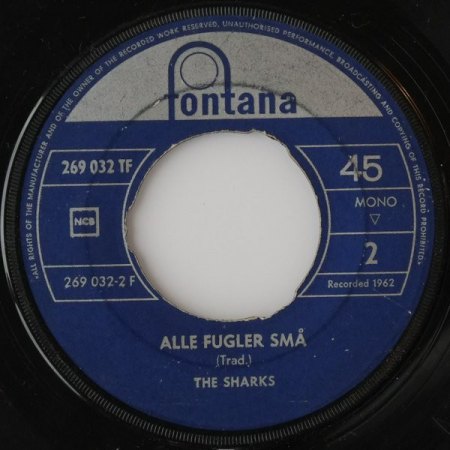 ALL RIGHTS OF THE MANUFACTURER AND OF THE OWNER OF THE RECORDED WORK RESERVED, UNAUTHORISED PERFORMANCE, BROADCASTING AND COPYING OF THIS RECORD PROHIBITED
fontana
269 032 TF
45
NCB
MONO
2
269 032-2 F
Recorded 1962
ALLE FUGLER SMÅ
(Trad.)
THE SHARKS